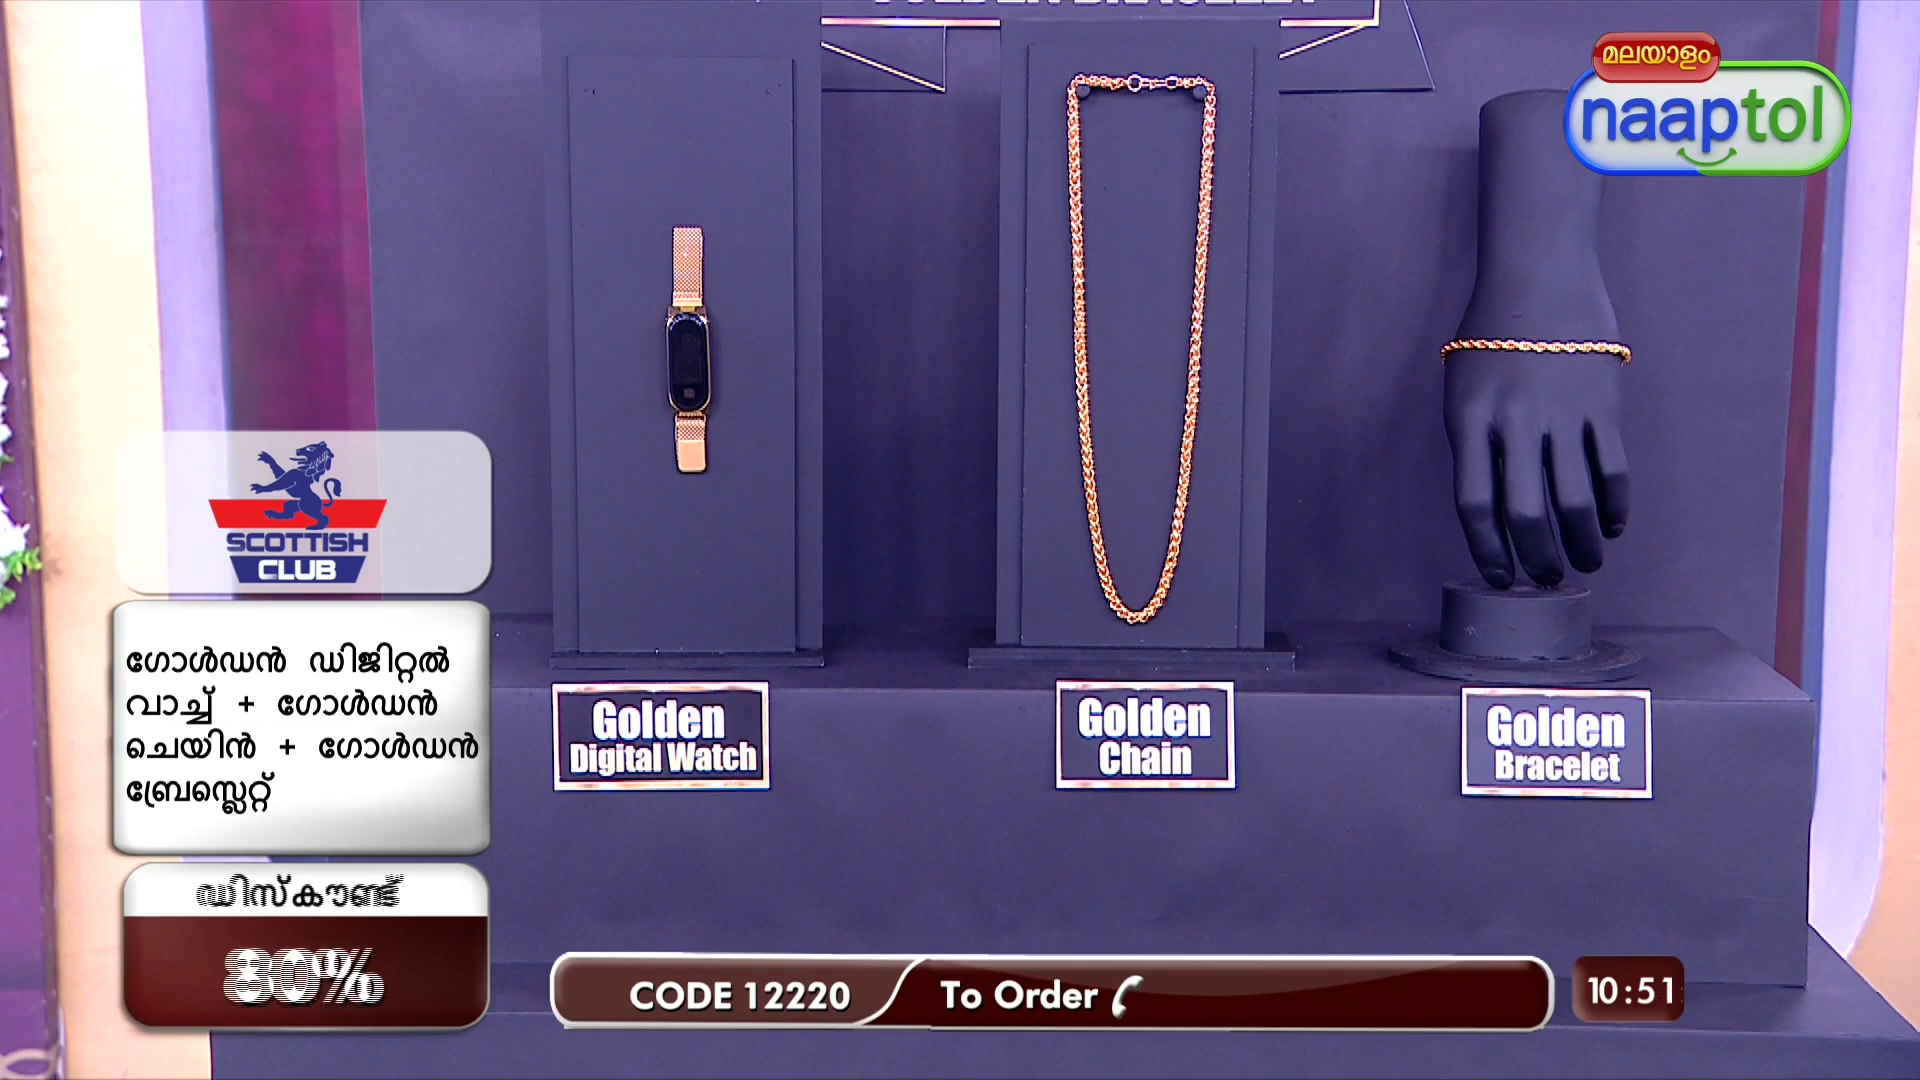 മലയാളം
naaptol
SCOTTISH
CLUB
ഗോൾഡൻ ഡിജിറ്റൽ
വാച്ച് + ഗോൾഡൻ
ചെയിൻ + ഗോൾഡൻ
ബ്രേസ്ലെറ്റ്
Golden
Digital Watch
Golden
Chain
Golden
Bracelet
ഡിസ്കൗണ്ട്
80%
CODE 12220
To Order
10:51